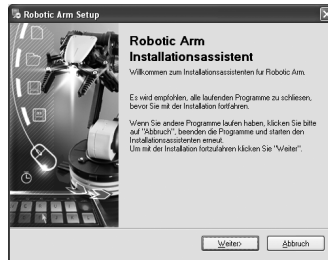 Robotic Arm Setup
Robotic Arm
Installationsassistent
Willkommen zum Installationsassistenten fur Robotic Arm.
Es wird empfohlen, alle laufenden Programme zu schliesen,
bevor Sie mit der Installation fortfahren.
Wenn Sie andere Programme laufen haben, klicken Sie bitte
auf "Abbruch", beenden die Programme und starten den
Installationsassistenten erneut.
Um mit der Installation fortzufahren klicken Sie "Weiter".
Weiter>
Abbruch